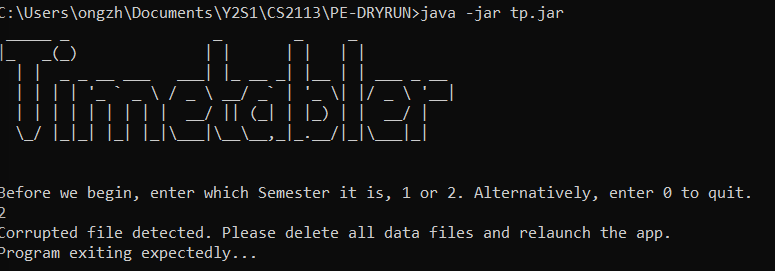 C:\Users\ongzh\Documents\Y2S1\CS2113\PE-DRYRUN>java -jar tp.jar
Timetabler
Before we begin, enter which Semester it is, 1 or 2. Alternatively, enter 0 to quit.
2
Corrupted file detected. Please delete all data files and relaunch the app.
Program exiting expectedly...